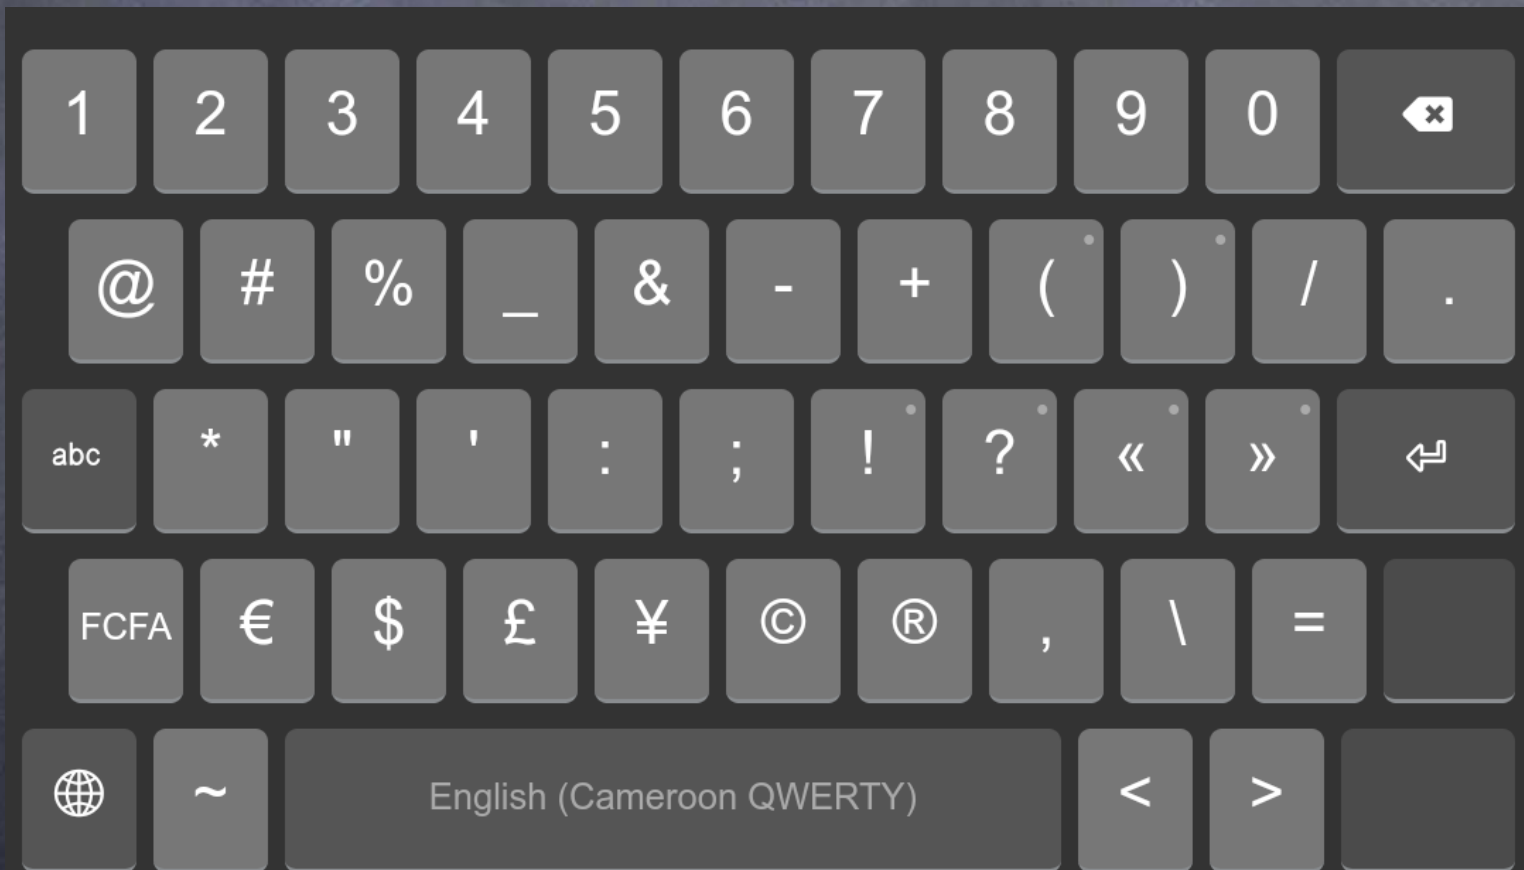 1 2 3 4 5 6 7 8 9 0
@ # % _ & - + ( ) / .
abc * " ' : ; ! ? « »
FCFA € $ £ ¥ © ® , \ =
~ English (Cameroon QWERTY) < >